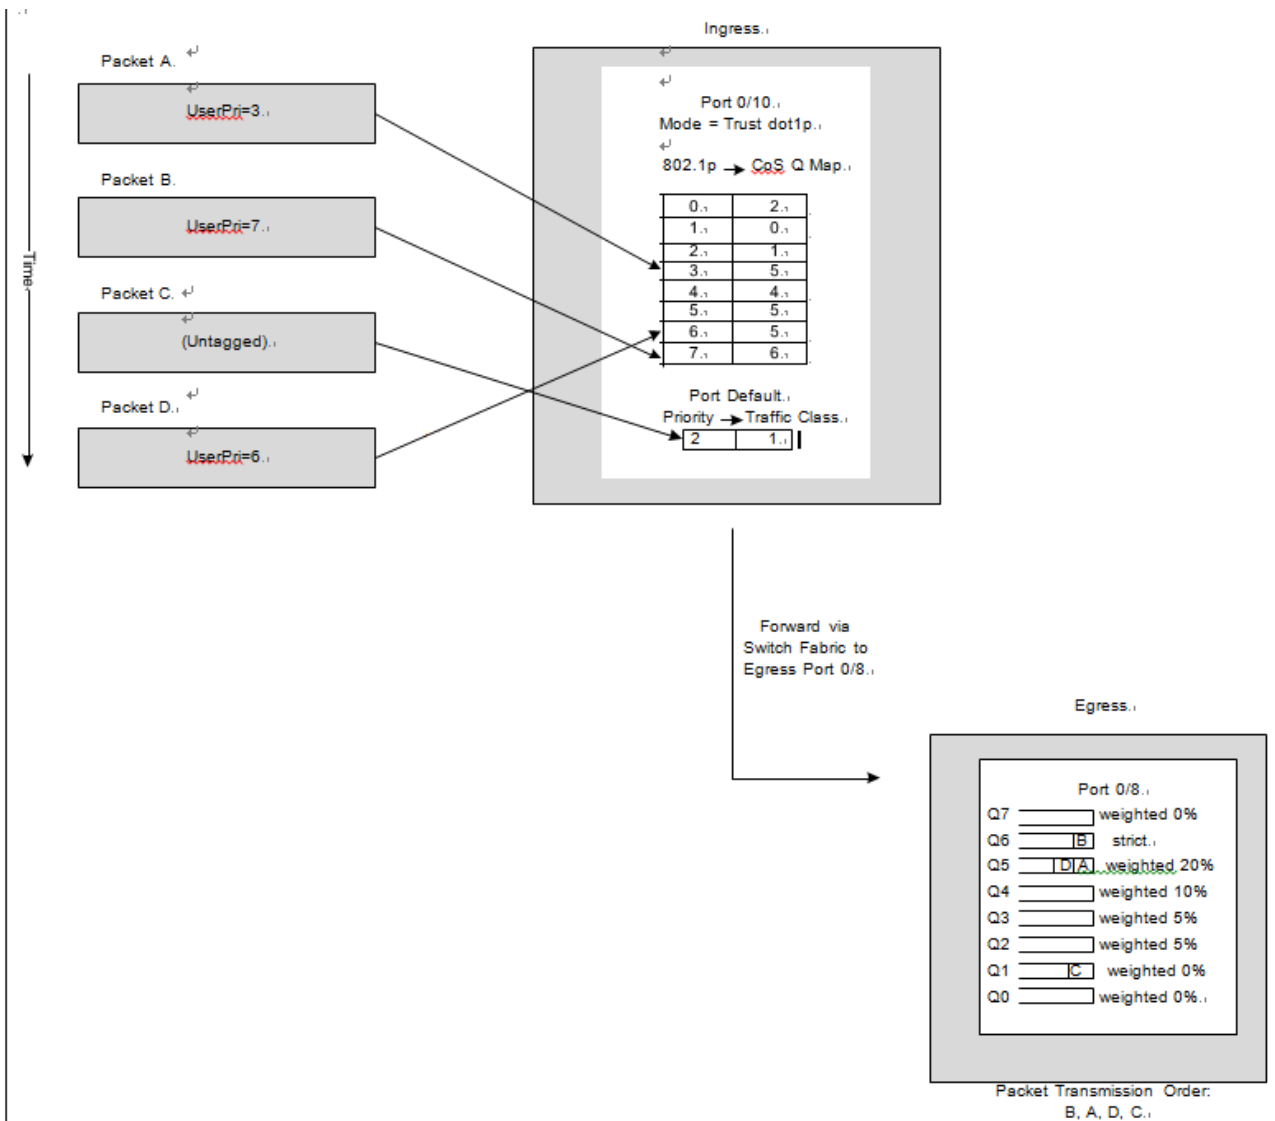 Ingress.
Packet A.
UserPri=3.
Packet B.
UserPri=7.
Packet C.
(Untagged).
Packet D.
UserPri=6.
Time.
Port 0/10.
Mode = Trust dot1p.
802.1p CoS Q Map.
0. 2.
1. 0.
2. 1.
3. 5.
4. 4.
5. 5.
6. 5.
7. 6.
Port Default.
Priority Traffic Class.
2 1.
Forward via
Switch Fabric to
Egress Port 0/8.
Egress.
Port 0/8.
Q7 weighted 0%
Q6 B strict.
Q5 D A weighted 20%
Q4 weighted 10%
Q3 weighted 5%
Q2 weighted 5%
Q1 C weighted 0%
Q0 weighted 0%.
Packet Transmission Order:
B, A, D, C.